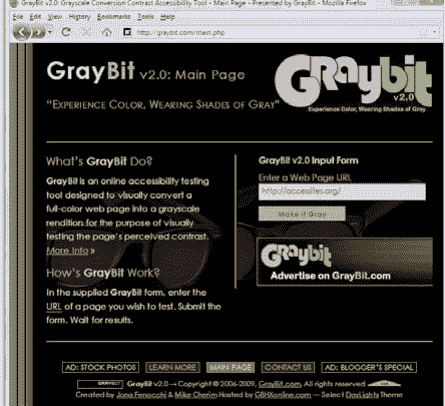 GrayBit v2.0: Grayscale Conversion Contrast Accessibility Tool - Main Page - Presented by GrayBit - Mozilla Firefox
File Edit View History Bookmarks Tools Help
http://graybit.com/main.php
GrayBit v2.0: Main Page
"Experience Color, Wearing Shades of Gray"
Graybit
v2.0
Experience Color, Wearing Shades of Gray
What's GrayBit Do?
GrayBit is an online accessibility testing
tool designed to visually convert a
full-color web page into a grayscale
rendition for the purpose of visually
testing the page's perceived contrast.
More Info »
How's GrayBit Work?
In the supplied GrayBit form, enter the
URL of a page you wish to test. Submit the
form. Wait for results.
GrayBit v2.0 Input Form
Enter a Web Page URL
http://accessites.org/
Make it Gray
Graybit
Advertise on GrayBit.com
AD: STOCK PHOTOS LEARN MORE MAIN PAGE CONTACT US AD: BLOGGER'S SPECIAL
GrayBit v2.0 → Copyright © 2006-2009, GrayBit.com. All rights reserved
Created by Jona Fenocchi & Mike Cherim Hosted by GBHXonline.com — Select DayLights Theme